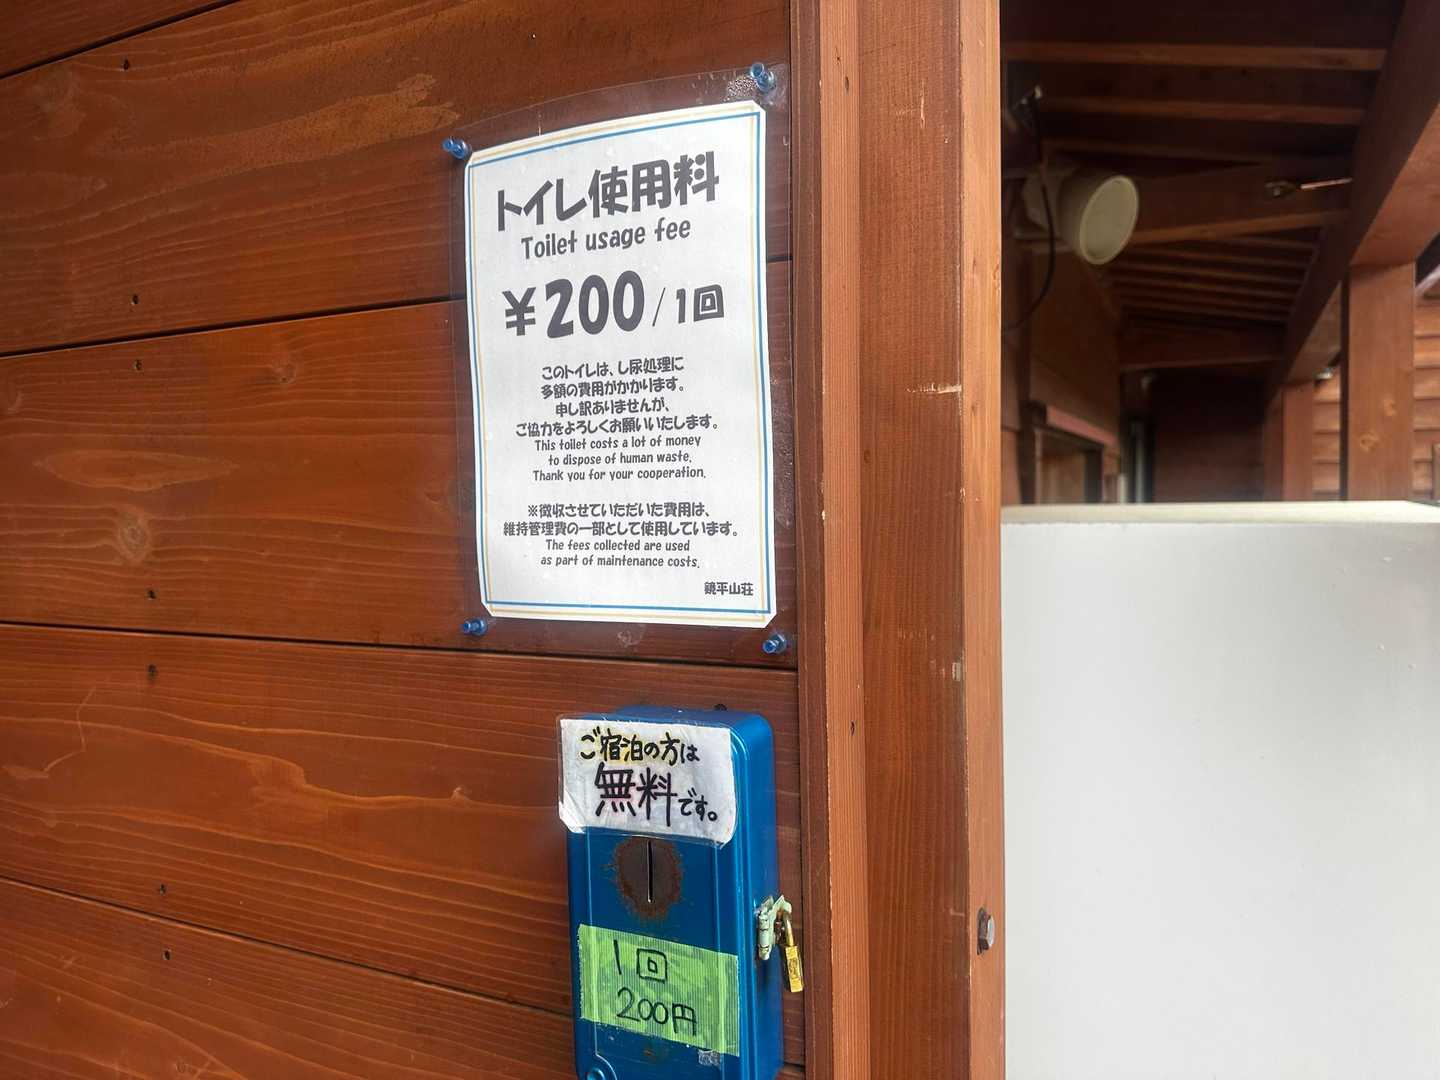 トイレ使用料
Toilet usage fee
¥200/1回
このトイレは、し尿処理に
多額の費用がかかります。
申し訳ありませんが、
ご協力をよろしくお願いいたします。
This toilet costs a lot of money
to dispose of human waste.
Thank you for your cooperation.
※徴収させていただいた費用は、
維持管理費の一部として使用しています。
The fees collected are used
as part of maintenance costs.
鏡平山荘
ご宿泊の方は
無料です。
1回
200円